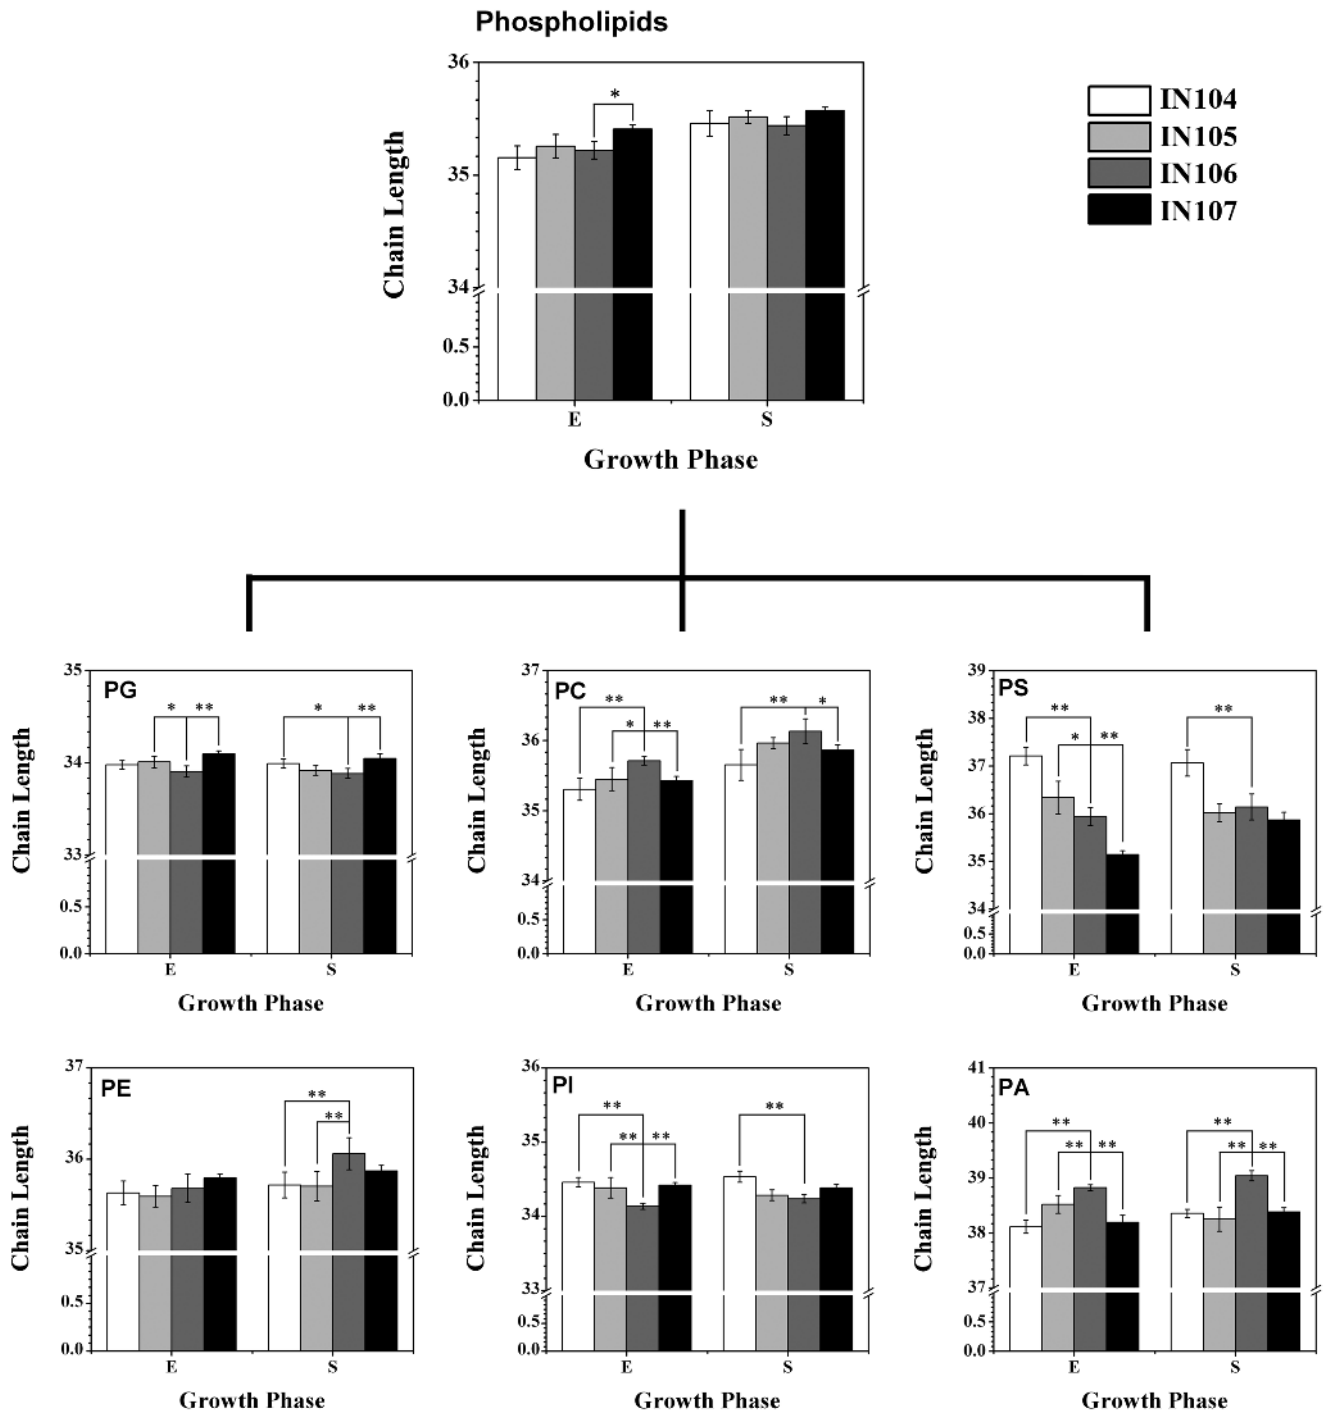 Phospholipids
36
35
34
0.5
0.0
Chain Length
*
E
S
Growth Phase
IN104
IN105
IN106
IN107
PG
35
34
33
0.5
0.0
Chain Length
* **
* **
E
S
Growth Phase
PC
37
36
35
34
0.5
0.0
Chain Length
**
* **
** *
E
S
Growth Phase
PS
39
38
37
36
35
34
0.5
0.0
Chain Length
**
* **
**
E
S
Growth Phase
PE
37
36
35
0.5
0.0
Chain Length
**
**
E
S
Growth Phase
PI
36
35
34
33
0.5
0.0
Chain Length
**
** **
**
E
S
Growth Phase
PA
41
40
39
38
37
0.5
0.0
Chain Length
**
** **
**
** **
E
S
Growth Phase